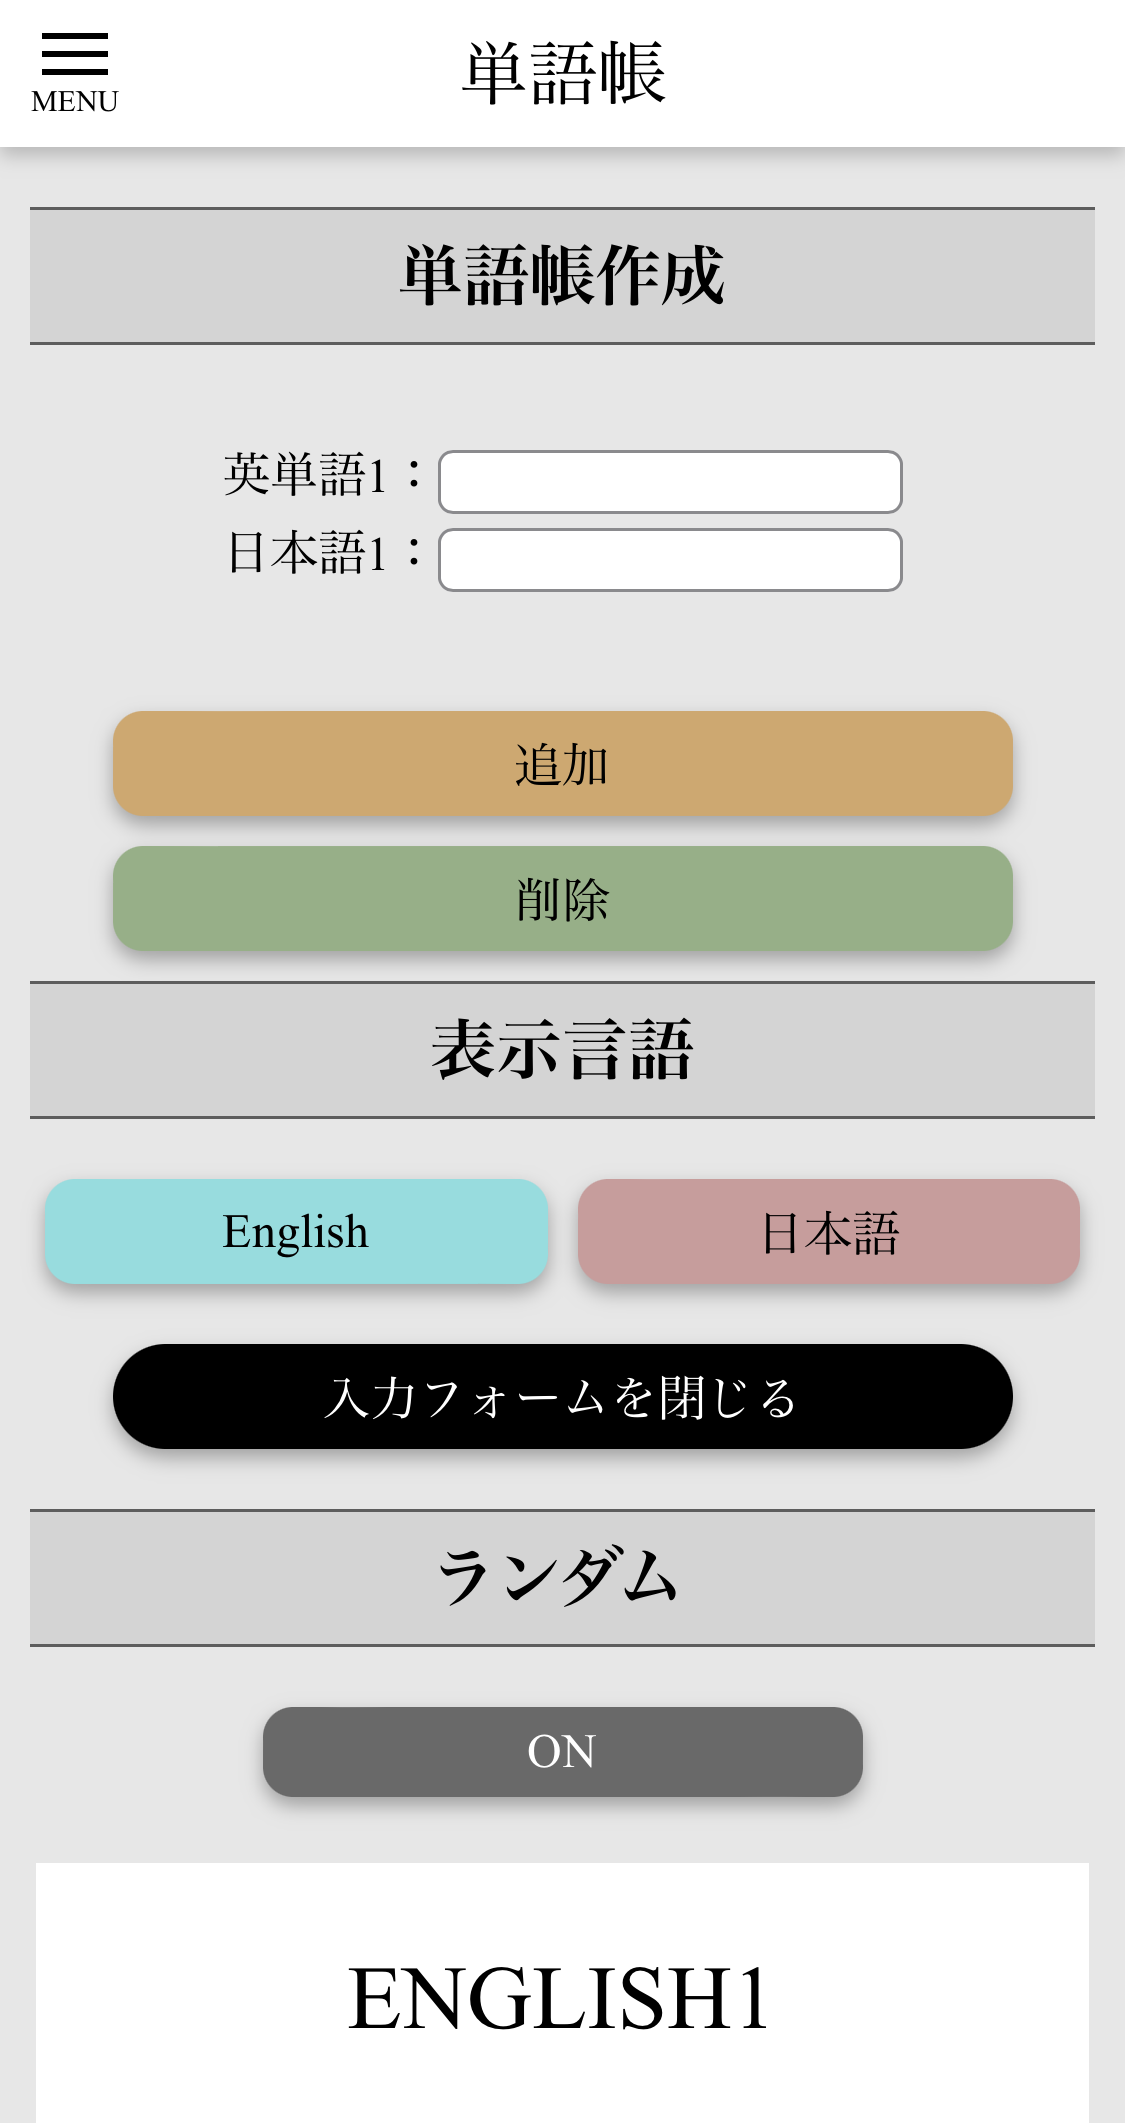 単語帳
MENU
単語帳作成
英単語1：
日本語1：
追加
削除
表示言語
English
日本語
入力フォームを閉じる
ランダム
ON
ENGLISH1